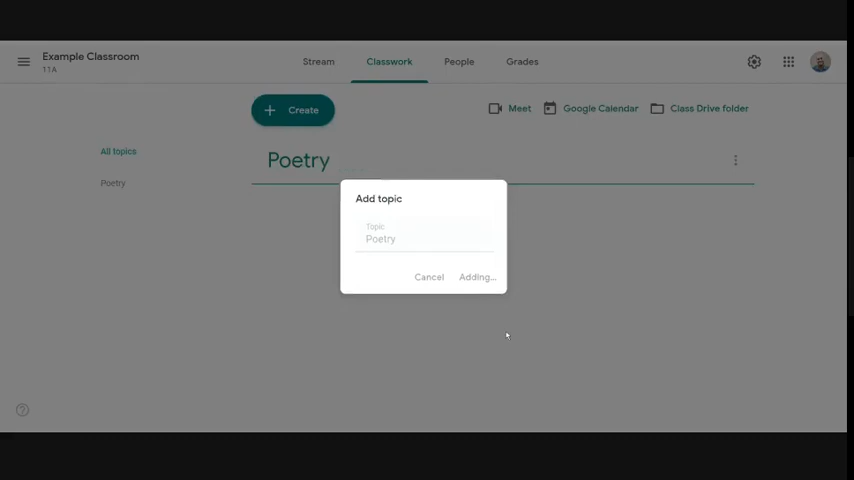 Example Classroom
11A
Stream
Classwork
People
Grades
Create
Meet
Google Calendar
Class Drive folder
All topics
Poetry
Poetry
Add topic
Topic
Poetry
Cancel
Adding...